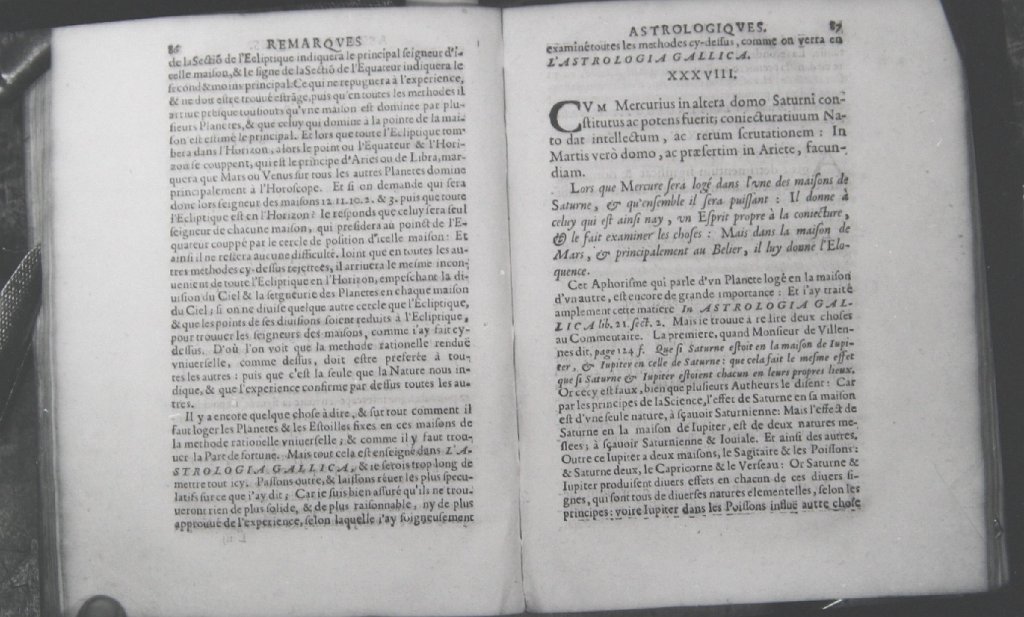 86
REMARQVES
de la Sectiõ de l'Ecliptique indiquera le principal seigneur d'i-
celle maison, & le signe de la Sectiõ de l'Equateur indiquera le
second & moins principal. Ce qui ne repuguera à l'experience,
& ne doit estre trouué estrãge, puis qu'en toutes les methodes il
arriue presque tousiours qu'vne maison est dominée par plu-
sieurs Planetes, & que celuy qui domine à la pointe de la mai-
son est estimé le principal. Et lors que toute l'Ecliptique tom-
bera dans l'Horizon, alors le point ou l'Equateur & l'Hori-
zon se couppent, qui est le principe d'Aries ou de Libra, mar-
quera que Mars ou Venus sur tous les autres Planetes domine
principalement à l'Horoscope. Et si on demande qui sera
donc lors seigneur des maisons 12. 11. 10. 2. & 3. puis que toute
l'Ecliptique est en l'Horizon? Ie responds que celuy sera seul
seigneur de chacune maison, qui presidera au poinct de l'E-
quateur couppé par le cercle de position d'icelle maison: Et
ainsi il ne restera aucune difficulté. Ioint que en toutes les au-
tres methodes cy-dessus rejettées, il arriuera le mesme incon-
uenient de toute l'Ecliptique en l'Horizon, empeschant la di-
uision du Ciel & la seigneurie des Planetes en chaque maison
du Ciel; si on ne diuise quelque autre cercle que l'Ecliptique,
& que les points de ses diuisions soient reduits à l'Ecliptique,
pour trouuer les seigneurs des maisons, comme i'ay fait cy-
dessus. D'où l'on voit que la methode rationelle rendue
vniuerselle, comme dessus, doit estre preferée à tou-
tes les autres: puis que c'est la seule que la Nature nous in-
dique, & que l'experience confirme par dessus toutes les au-
tres.
Il y a encore quelque chose à dire, & sur tout comment il
faut loger les Planetes & les Estoilles fixes en ces maisons de
la methode rationelle vniuerselle; & comme il y faut trou-
uer la Part de fortune. Mais tout cela est enseigné dans L'A-
STROLOGIA GALLICA, & ie serois trop long de
mettre tout icy. Passons outre, & laissons réuer les plus specu-
latifs sur ce que i'ay dit; Car ie suis bien assuré qu'ils ne trou-
ueront rien de plus solide, & de plus raisonnable, ny de plus
approuué de l'experience, selon laquelle i'ay soigneusement
ASTROLOGIQVES.
87
examiné toutes les methodes cy-dessus, comme on verra en
L'ASTROLOGIA GALLICA.
XXXVIII.
CVM Mercurius in altera domo Saturni con-
stitutus ac potens fuerit; coniecturatiuum Na-
to dat intellectum, ac rerum scrutationem: In
Martis verò domo, ac præsertim in Ariete, facun-
diam.
Lors que Mercure sera logé dans l'vne des maisons de
Saturne, & qu'ensemble il sera puissant: Il donne à
celuy qui est ainsi nay, vn Esprit propre à la coniecture,
& le fait examiner les choses: Mais dans la maison de
Mars, & principalement au Belier, il luy donne l'Elo-
quence.
Cet Aphorisme qui parle d'vn Planete logé en la maison
d'vn autre, est encore de grande importance: Et i'ay traité
amplement cette matiere In ASTROLOGIA GAL-
LICA lib. 21. sect. 2. Mais ie trouue à redire deux choses
au Commentaire. La premiere, quand Monsieur de Villen-
nes dit, page 124 f. Que si Saturne estoit en la maison de Iupi-
ter, & Iupiter en celle de Saturne: que cela fait le mesme effet
que si Saturne & Iupiter estoient chacun en leurs propres lieux.
Or cecy est faux, bien que plusieurs Autheurs le disent: Car
par les principes de la Science, l'effet de Saturne en sa maison
est d'vne seule nature, à sçauoir Saturnienne: Mais l'effect de
Saturne en la maison de Iupiter, est de deux natures me-
slées; à sçauoir Saturnienne & Iouiale. Et ainsi des autres.
Outre ce Iupiter a deux maisons, le Sagitaire & les Poissons:
& Saturne deux, le Capricorne & le Verseau: Or Saturne &
Iupiter produisent diuers effets en chacun de ces diuers si-
gnes, qui sont tous de diuerses natures elementelles, selon les
principes: voire Iupiter dans les Poissons influe autre chose